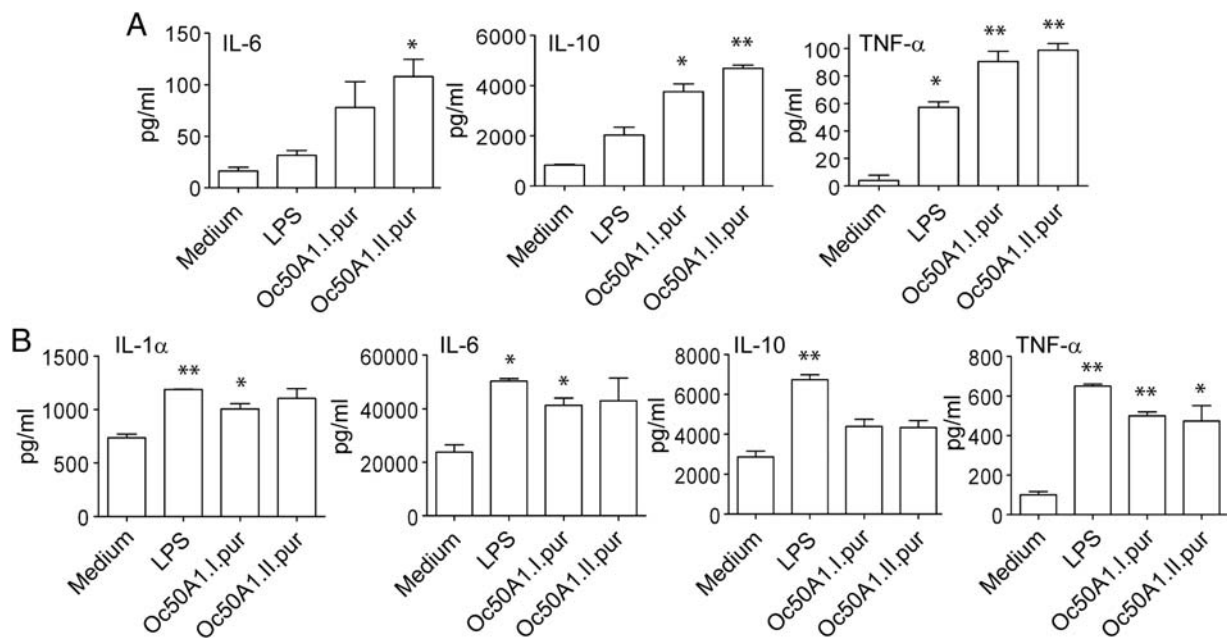 A
IL-6
pg/ml
150
100
50
0
*
Medium
LPS
Oc50A1.I.pur
Oc50A1.II.pur
IL-10
pg/ml
6000
4000
2000
0
*
**
Medium
LPS
Oc50A1.I.pur
Oc50A1.II.pur
TNF-α
pg/ml
100
80
60
40
20
0
*
**
**
Medium
LPS
Oc50A1.I.pur
Oc50A1.II.pur
B
IL-1α
pg/ml
1500
1000
500
0
**
*
Medium
LPS
Oc50A1.I.pur
Oc50A1.II.pur
IL-6
pg/ml
60000
40000
20000
0
*
*
Medium
LPS
Oc50A1.I.pur
Oc50A1.II.pur
IL-10
pg/ml
8000
6000
4000
2000
0
**
Medium
LPS
Oc50A1.I.pur
Oc50A1.II.pur
TNF-α
pg/ml
800
600
400
200
0
**
**
*
Medium
LPS
Oc50A1.I.pur
Oc50A1.II.pur